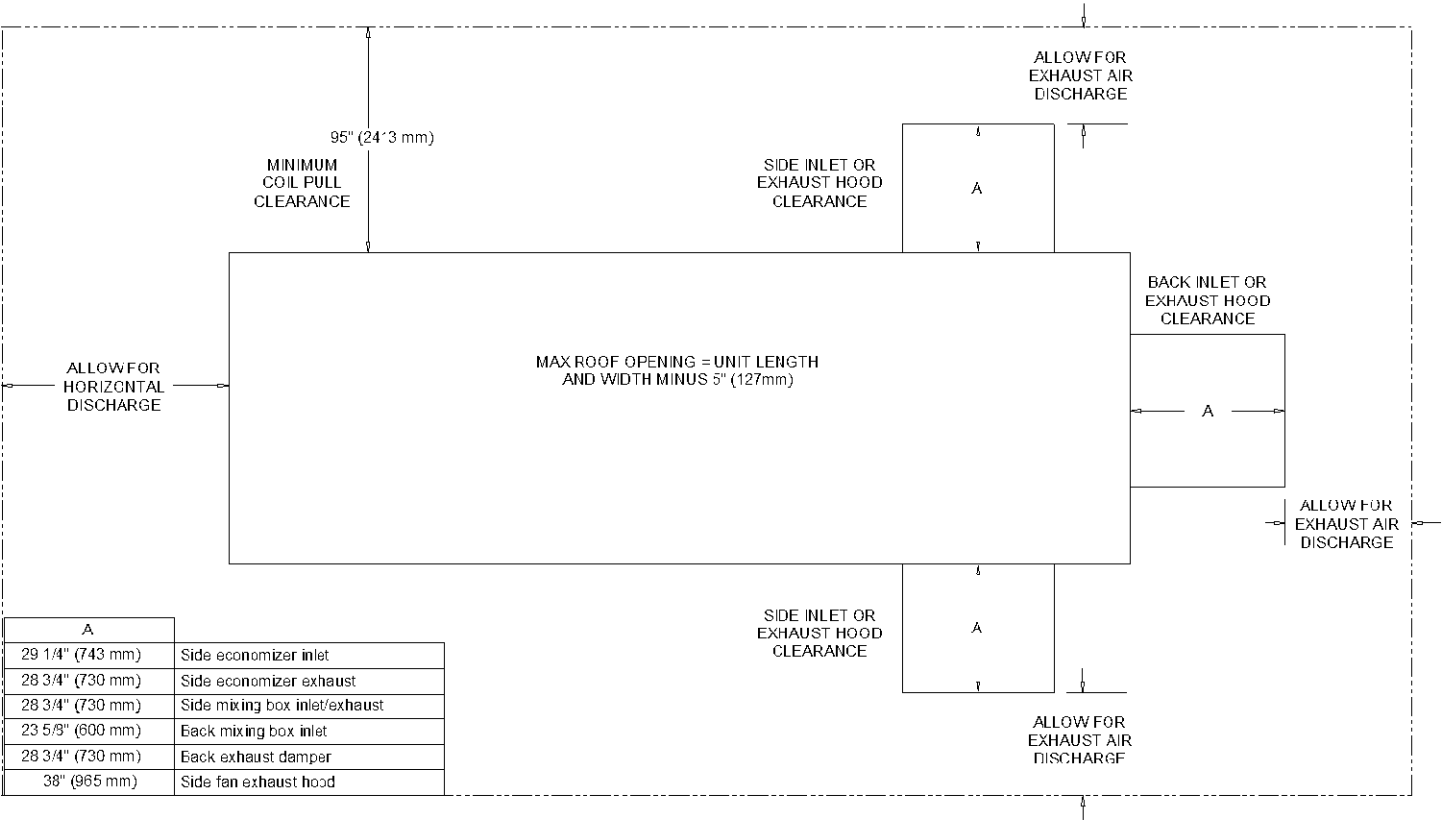 ALLOW FOR
EXHAUST AIR
DISCHARGE
95" (2413 mm)
MINIMUM
COIL PULL
CLEARANCE
SIDE INLET OR
EXHAUST HOOD
CLEARANCE
A
BACK INLET OR
EXHAUST HOOD
CLEARANCE
MAX ROOF OPENING = UNIT LENGTH
AND WIDTH MINUS 5" (127mm)
ALLOW FOR
HORIZONTAL
DISCHARGE
A
ALLOW FOR
EXHAUST AIR
DISCHARGE
SIDE INLET OR
EXHAUST HOOD
CLEARANCE
A
ALLOW FOR
EXHAUST AIR
DISCHARGE
A
29 1/4" (743 mm) Side economizer inlet
28 3/4" (730 mm) Side economizer exhaust
28 3/4" (730 mm) Side mixing box inlet/exhaust
23 5/8" (600 mm) Back mixing box inlet
28 3/4" (730 mm) Back exhaust damper
38" (965 mm) Side fan exhaust hood